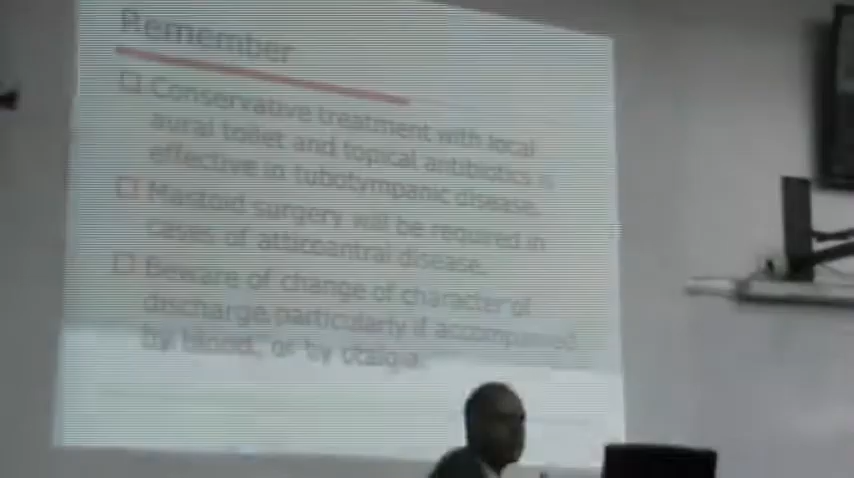 Remember
Conservative treatment with local
aural toilet and topical antibiotics is
effective in tubotympanic disease.
Mastoid surgery will be required in
cases of atticoantral disease.
Beware of change of character of
discharge,particularly if accompanied
by blood, or by otalgia.